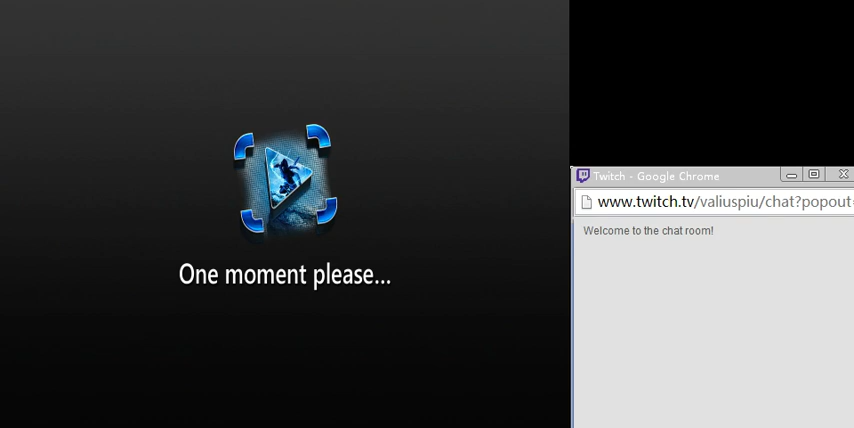 One moment please...
Twitch - Google Chrome
www.twitch.tv/valiuspiu/chat?popout=
Welcome to the chat room!